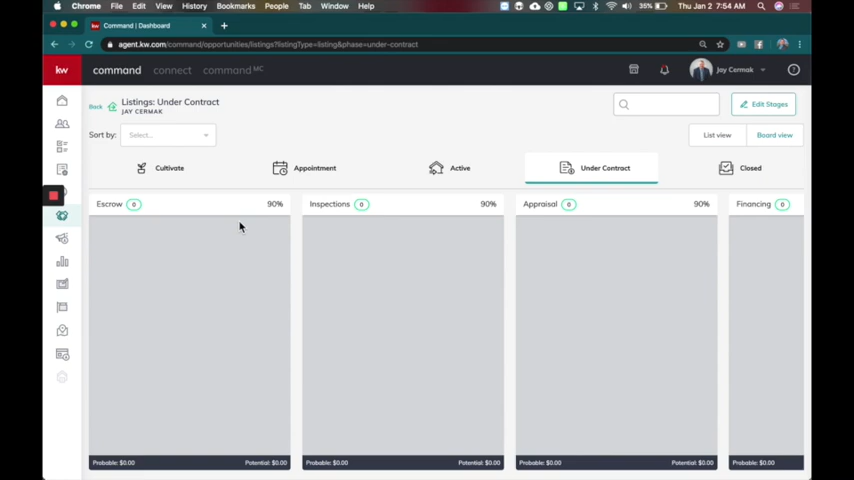 Chrome File Edit View History Bookmarks People Tab Window Help 35% Thu Jan 2 7:54 AM
Command | Dashboard
agent.kw.com/command/opportunities/listings?listingType=listing&phase=under-contract
kw command connect command MC Jay Cermak
Back Listings: Under Contract
JAY CERMAK
Edit Stages
Sort by: Select... List view Board view
Cultivate Appointment Active Under Contract Closed
Escrow 0 90% Inspections 0 90% Appraisal 0 90% Financing 0
Probable: $0.00 Potential: $0.00 Probable: $0.00 Potential: $0.00 Probable: $0.00 Potential: $0.00 Probable: $0.00